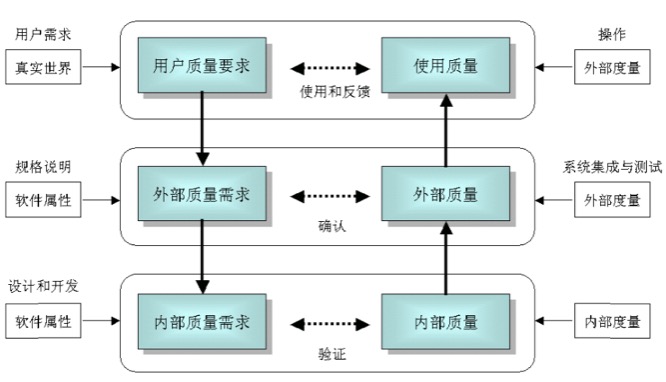 用户需求
操作
真实世界
用户质量要求
使用质量
外部度量
使用和反馈
规格说明
系统集成与测试
软件属性
外部质量需求
外部质量
外部度量
确认
设计和开发
软件属性
内部质量需求
内部质量
内部度量
验证